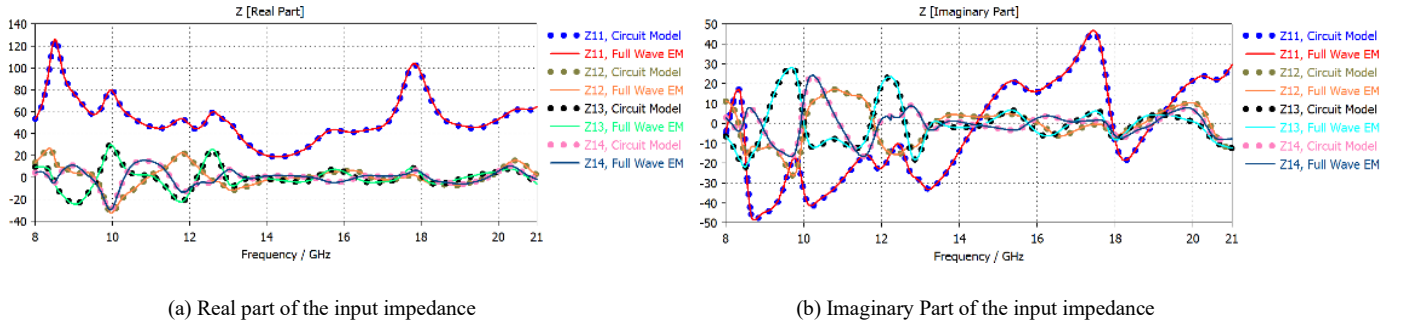 Z [Real Part]
140
120
100
80
60
40
20
0
-20
-40
8
10
12
14
16
18
20
21
Frequency / GHz
Z11, Circuit Model
Z11, Full Wave EM
Z12, Circuit Model
Z12, Full Wave EM
Z13, Circuit Model
Z13, Full Wave EM
Z14, Circuit Model
Z14, Full Wave EM
Z [Imaginary Part]
50
40
30
20
10
0
-10
-20
-30
-40
-50
8
10
12
14
16
18
20
21
Frequency / GHz
Z11, Circuit Model
Z11, Full Wave EM
Z12, Circuit Model
Z12, Full Wave EM
Z13, Circuit Model
Z13, Full Wave EM
Z14, Circuit Model
Z14, Full Wave EM
(a) Real part of the input impedance
(b) Imaginary Part of the input impedance